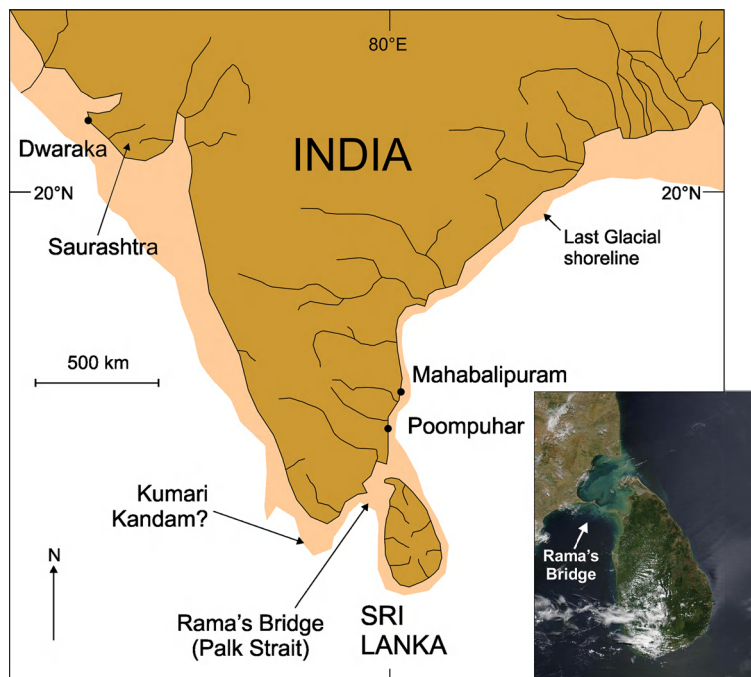 80°E
INDIA
Dwaraka
20°N
20°N
Saurashtra
Last Glacial
shoreline
500 km
Mahabalipuram
Poompuhar
Kumari
Kandam?
N
Rama's Bridge
(Palk Strait)
SRI
LANKA
Rama's
Bridge